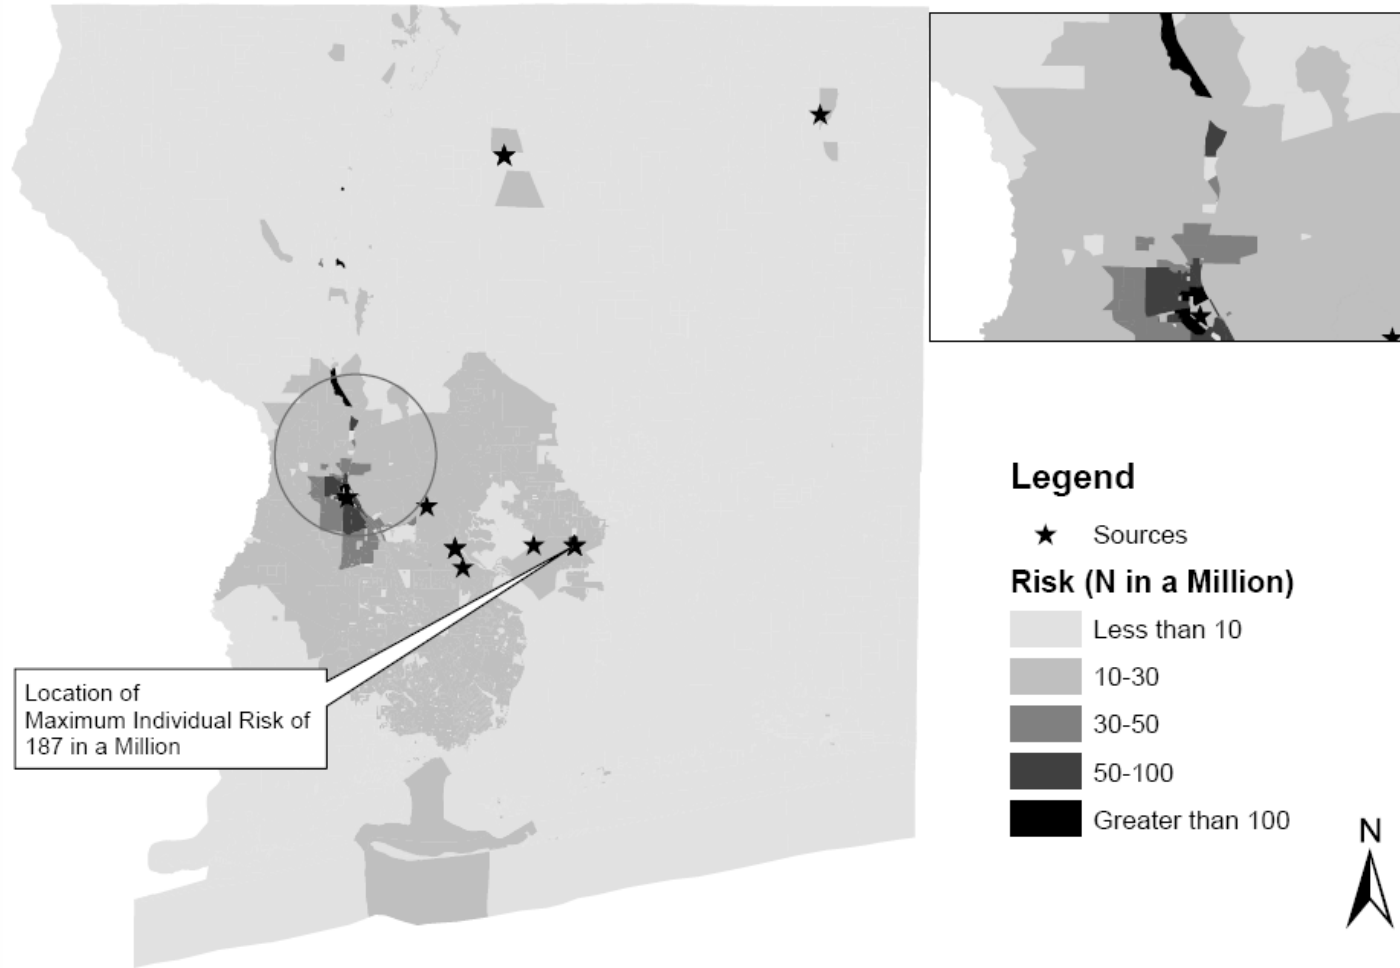 Legend
Sources
Risk (N in a Million)
Less than 10
10-30
30-50
50-100
Greater than 100
N
Location of
Maximum Individual Risk of
187 in a Million